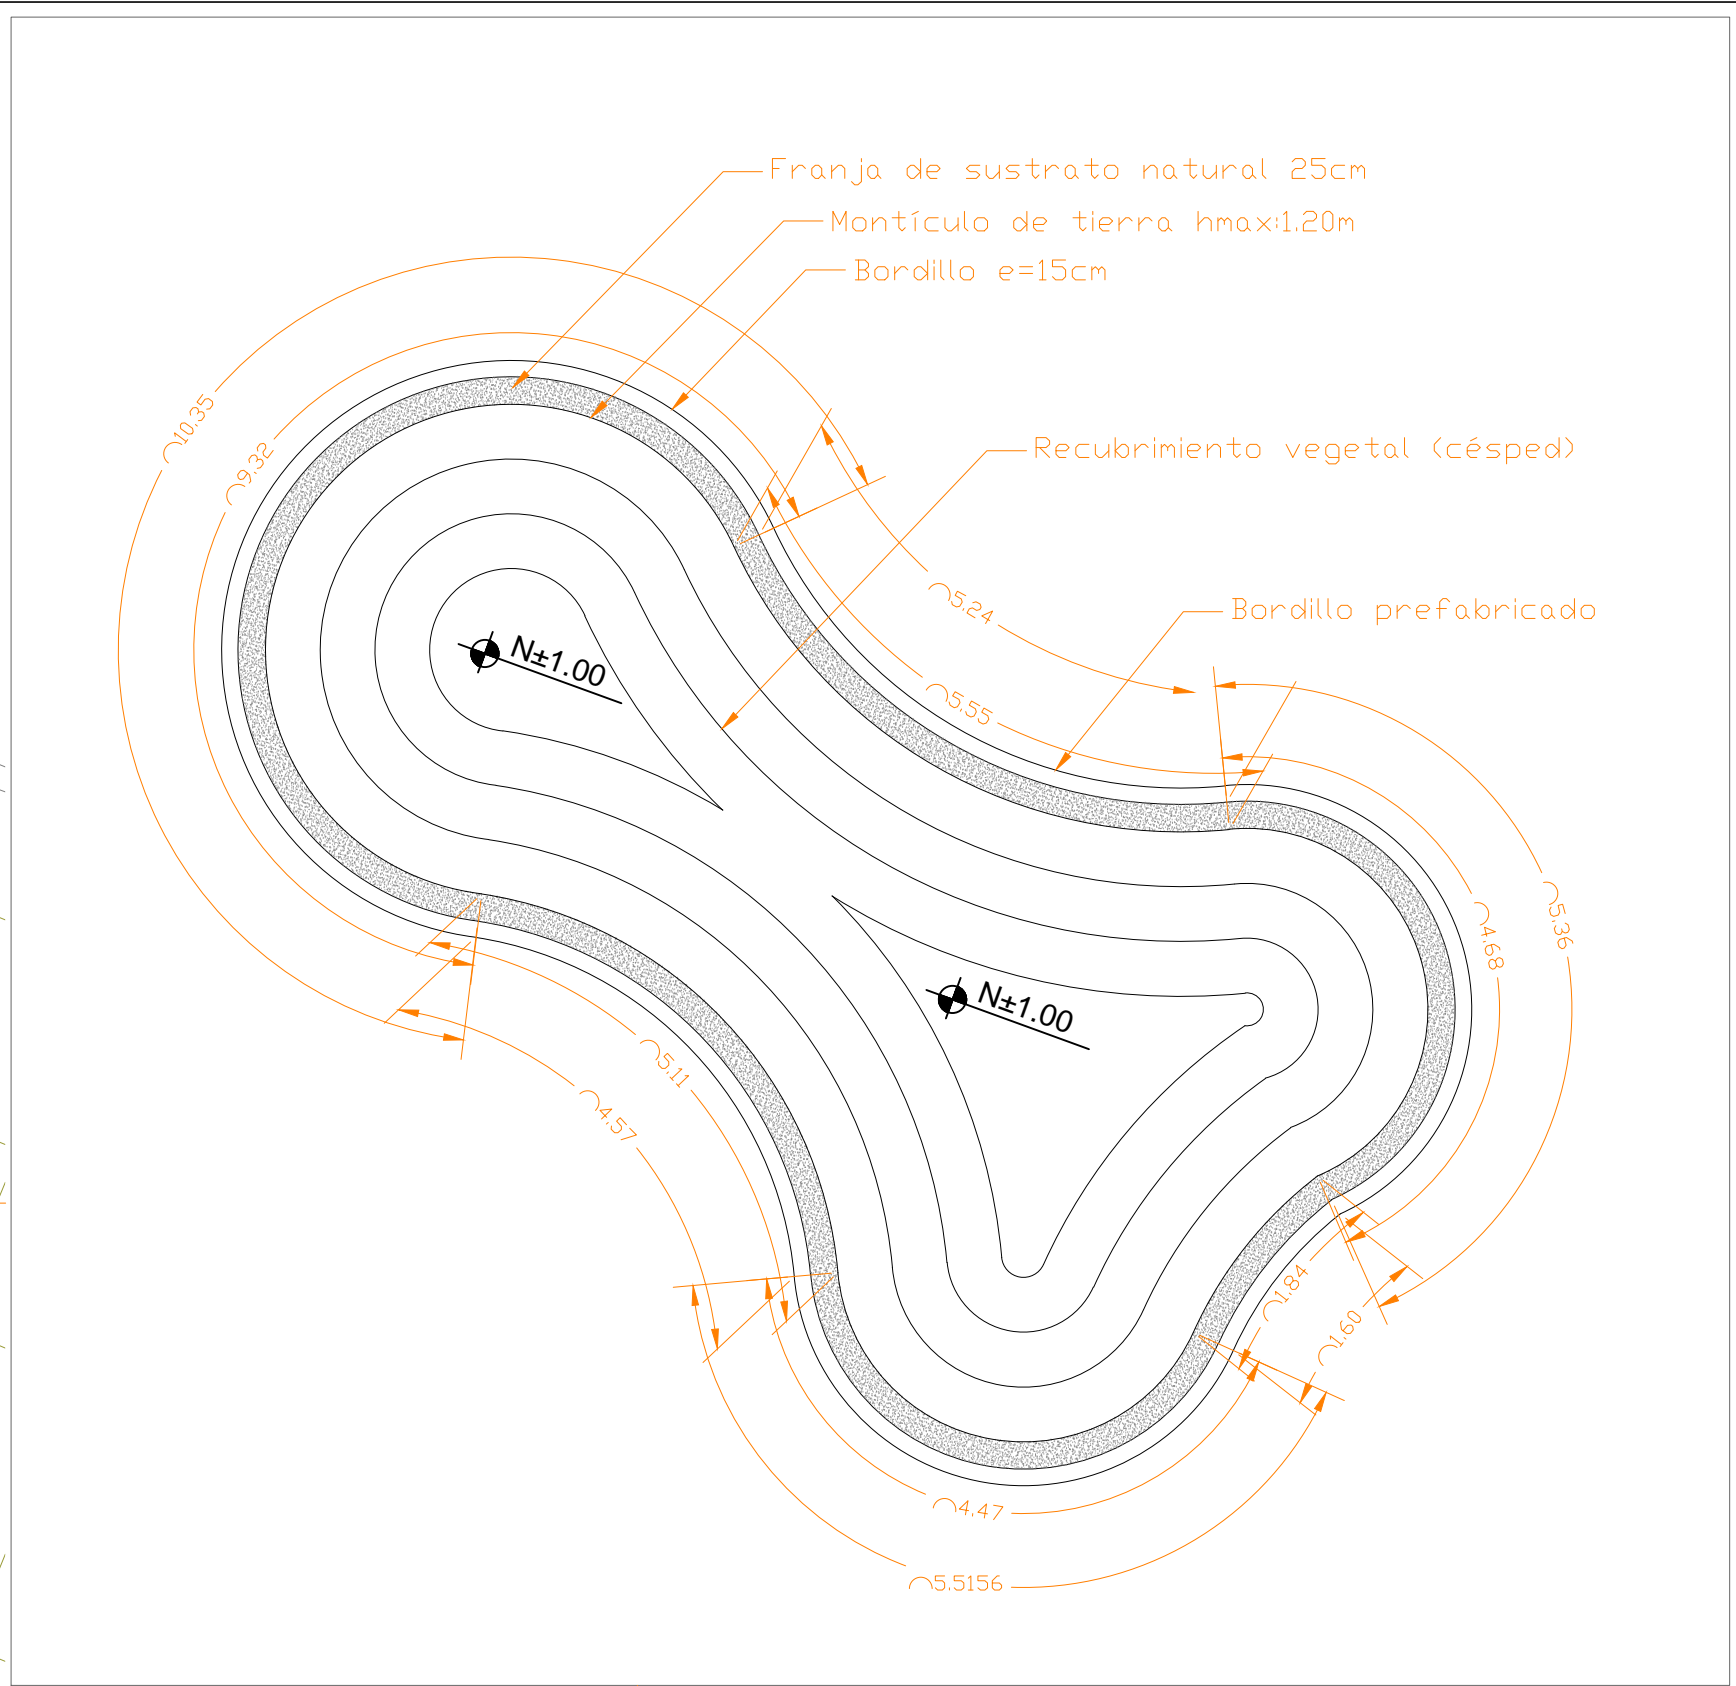 Franja de sustrato natural 25cm
Montículo de tierra hmax:1.20m
Bordillo e=15cm
⌒10.35
⌒9.32
Recubrimiento vegetal (césped)
⌒5.24
Bordillo prefabricado
N±1.00
⌒5.55
⌒5.36
⌒4.68
N±1.00
⌒5.11
⌒4.57
⌒1.84
⌒1.60
⌒4.47
⌒5.5156